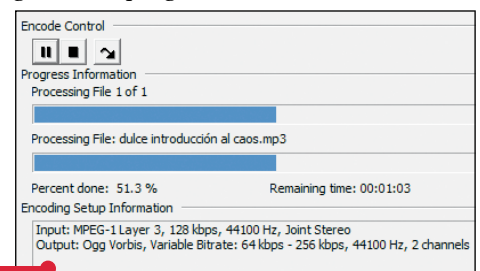 Encode Control
Progress Information
Processing File 1 of 1
Processing File: dulce introducción al caos.mp3
Percent done: 51.3 % Remaining time: 00:01:03
Encoding Setup Information
Input: MPEG-1 Layer 3, 128 kbps, 44100 Hz, Joint Stereo
Output: Ogg Vorbis, Variable Bitrate: 64 kbps - 256 kbps, 44100 Hz, 2 channels